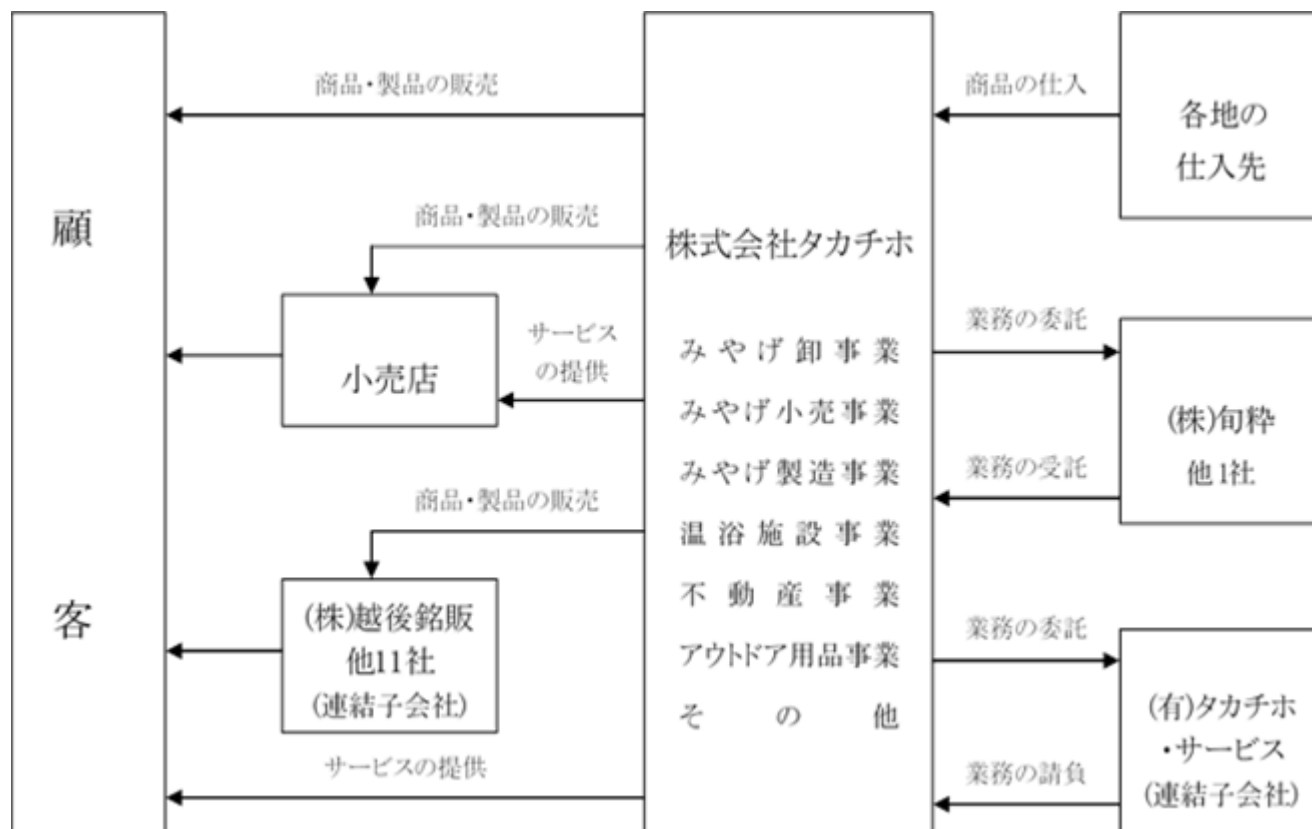 顧
客
商品・製品の販売
商品・製品の販売
小売店
サービス
の提供
商品・製品の販売
(株)越後銘販
他11社
(連結子会社)
サービスの提供
株式会社タカチホ
みやげ卸事業
みやげ小売事業
みやげ製造事業
温浴施設事業
不動産事業
アウトドア用品事業
その他
商品の仕入
各地の
仕入先
業務の委託
(株)旬粋
他1社
業務の受託
業務の委託
(有)タカチホ
・サービス
(連結子会社)
業務の請負